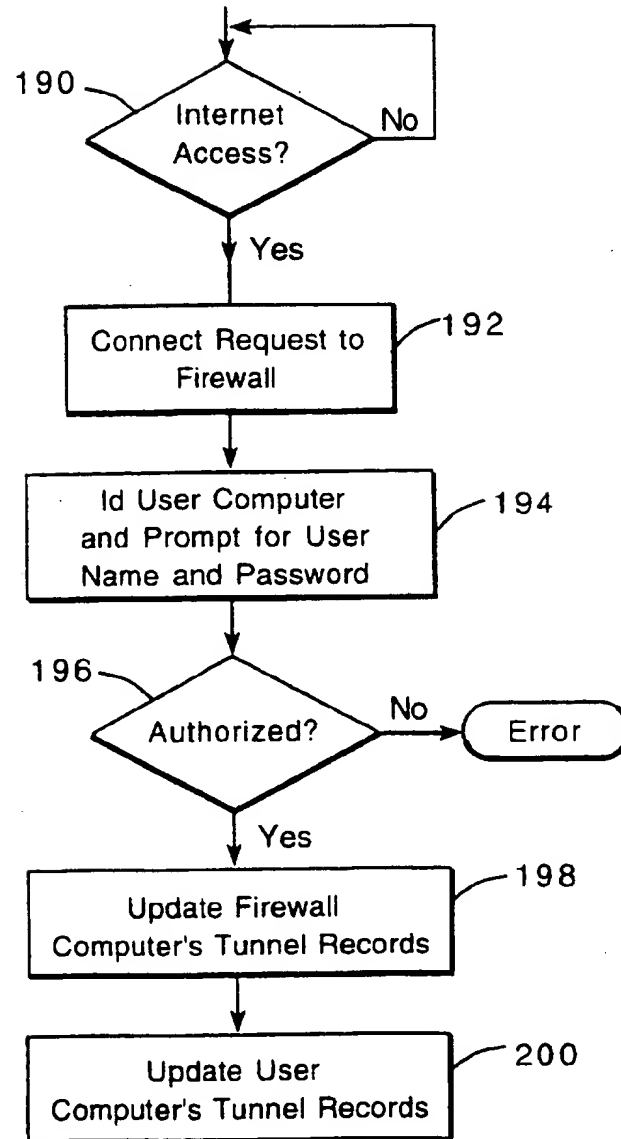 190
Internet
Access?
No
Yes
Connect Request to
Firewall
192
Id User Computer
and Prompt for User
Name and Password
194
196
Authorized?
No
Error
Yes
Update Firewall
Computer's Tunnel Records
198
Update User
Computer's Tunnel Records
200